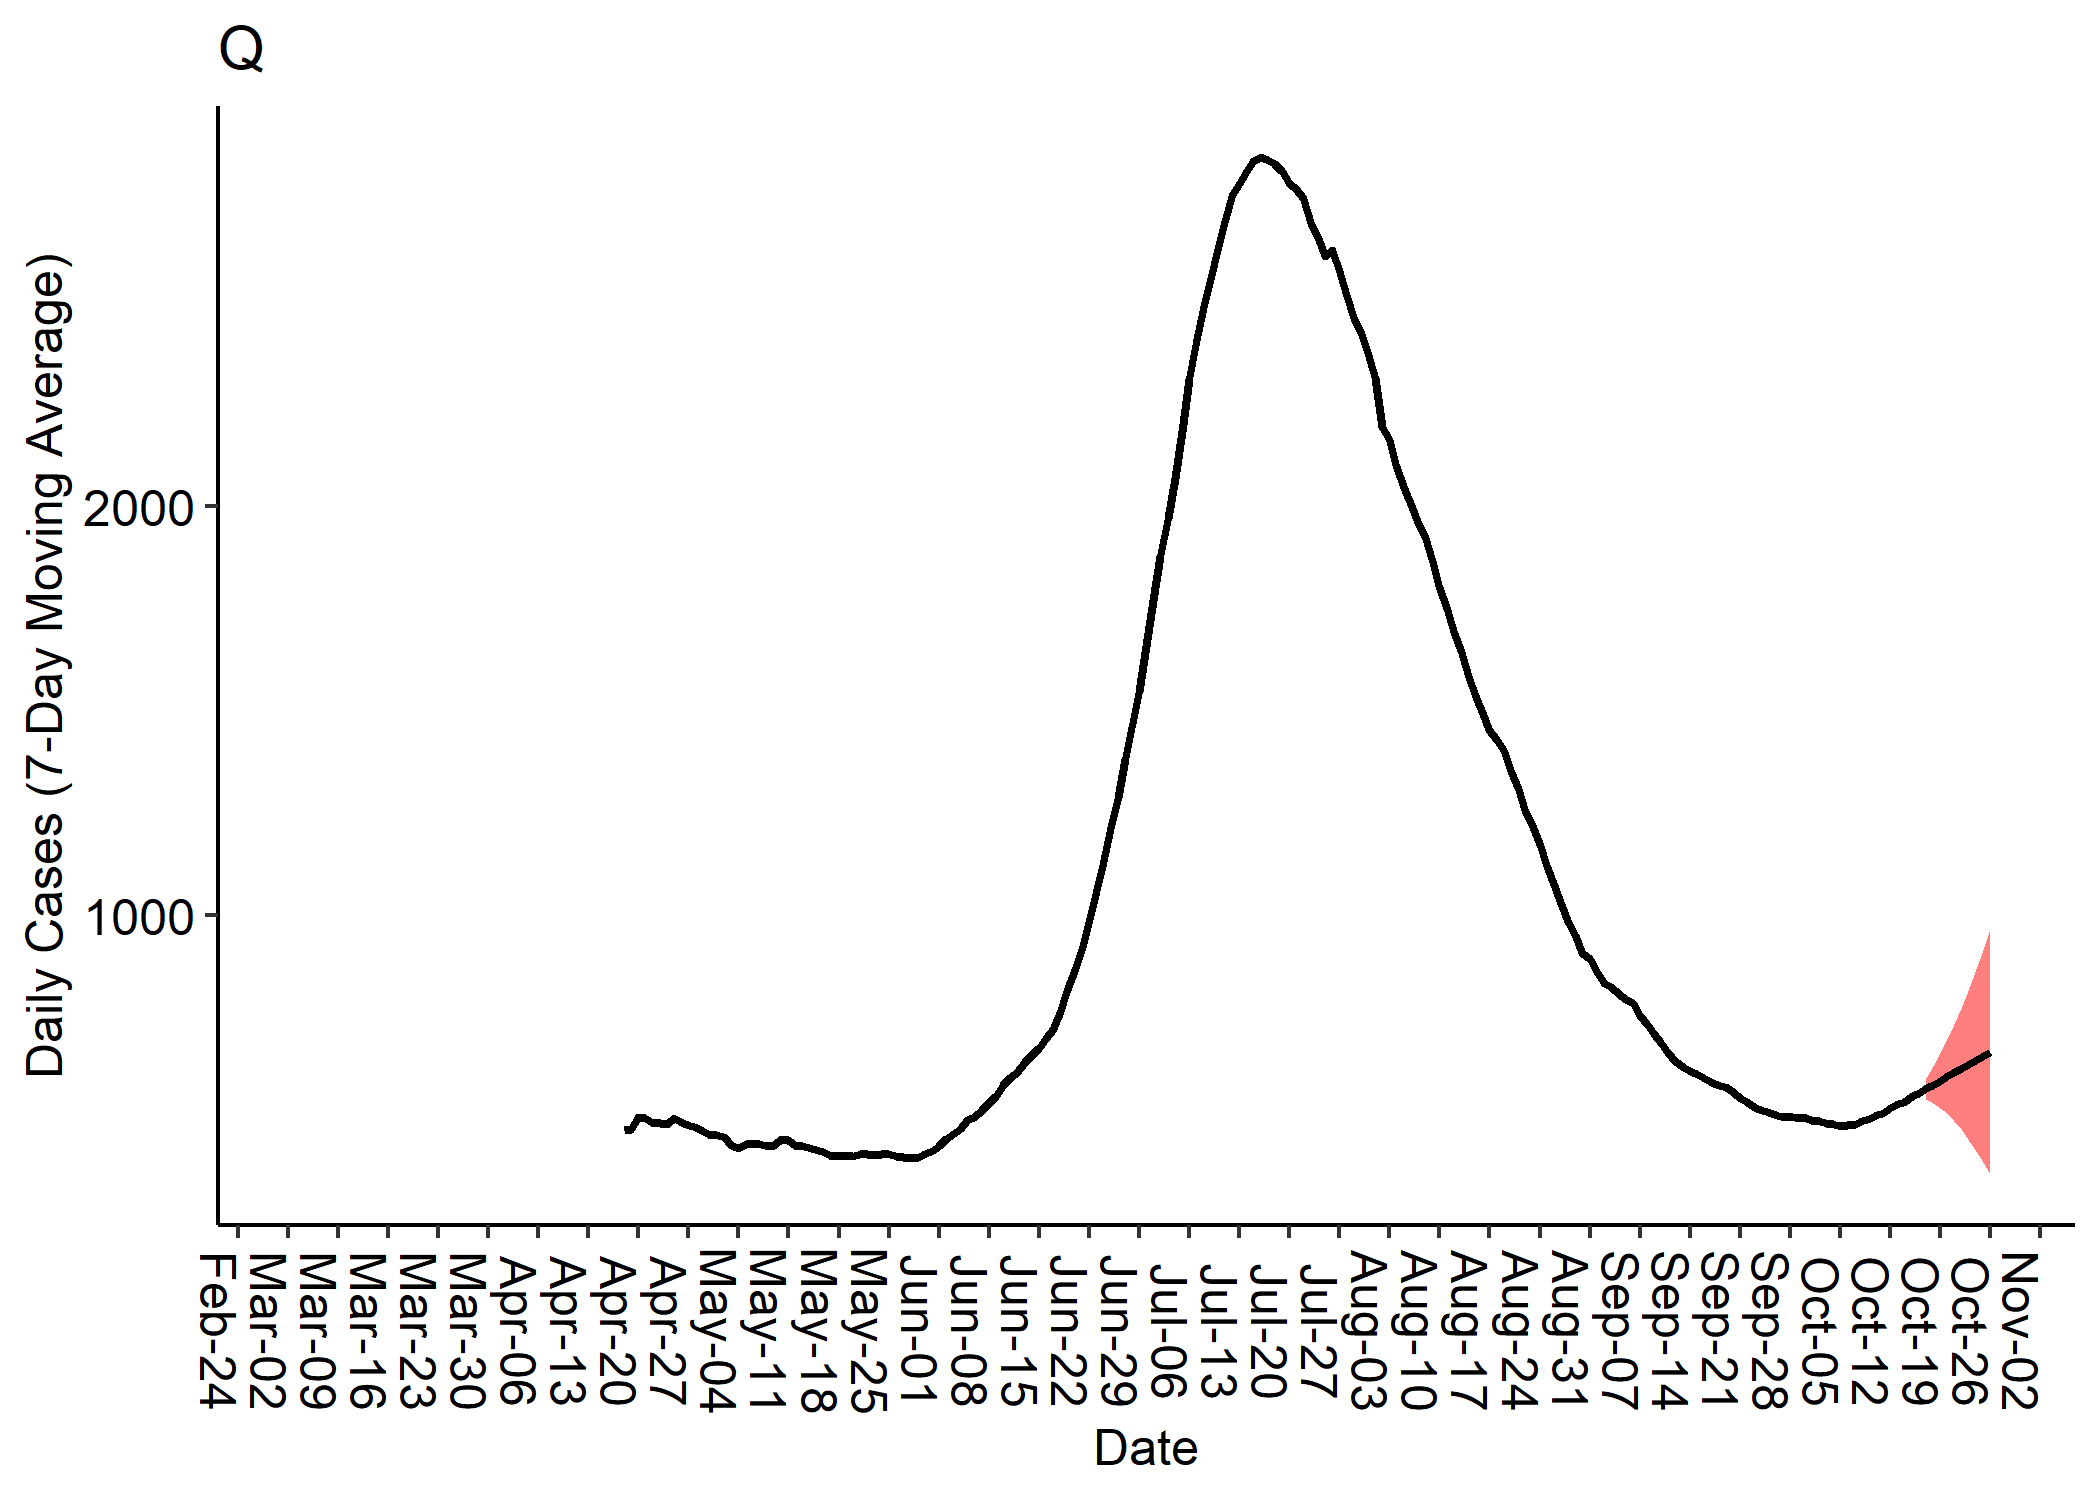 Q
Daily Cases (7-Day Moving Average)
2000
1000
Feb-24
Mar-02
Mar-09
Mar-16
Mar-23
Mar-30
Apr-06
Apr-13
Apr-20
Apr-27
May-04
May-11
May-18
May-25
Jun-01
Jun-08
Jun-15
Jun-22
Jun-29
Jul-06
Jul-13
Jul-20
Jul-27
Aug-03
Aug-10
Aug-17
Aug-24
Aug-31
Sep-07
Sep-14
Sep-21
Sep-28
Oct-05
Oct-12
Oct-19
Oct-26
Nov-02
Date